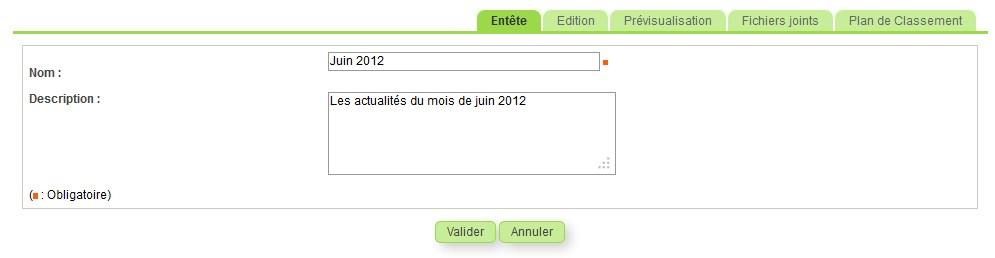 Entête Edition Prévisualisation Fichiers joints Plan de Classement
Nom : Juin 2012
Description : Les actualités du mois de juin 2012
( : Obligatoire)
Valider Annuler